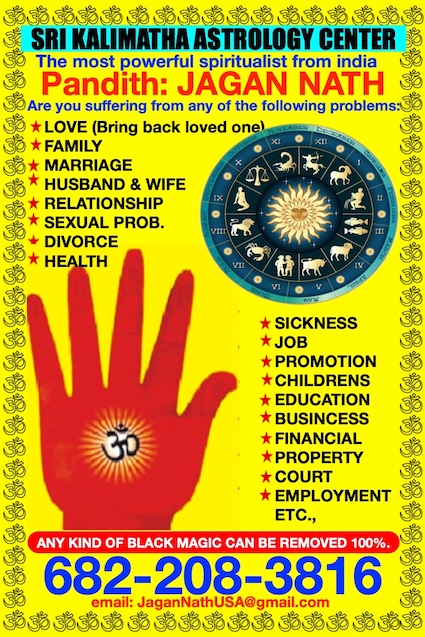 SRI KALIMATHA ASTROLOGY CENTER
The most powerful spiritualist from india
Pandith: JAGAN NATH
Are you suffering from any of the following problems:
★LOVE (Bring back loved one)
★FAMILY
★MARRIAGE
★HUSBAND & WIFE
★RELATIONSHIP
★SEXUAL PROB.
★DIVORCE
★HEALTH
XII
★SICKNESS
★JOB
★PROMOTION
★CHILDRENS
★EDUCATION
★BUSINCESS
★FINANCIAL
★PROPERTY
★COURT
★EMPLOYMENT
ETC.,
ॐ
ANY KIND OF BLACK MAGIC CAN BE REMOVED 100%.
682-208-3816
email: JaganNathUSA@gmail.com